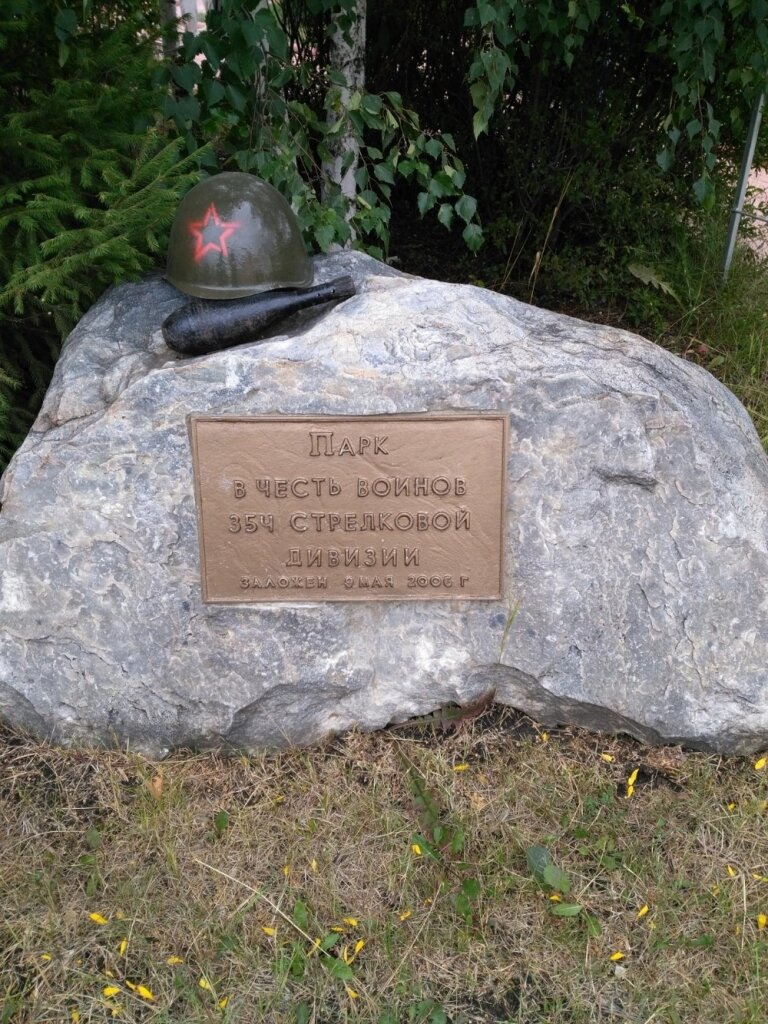 Парк
в честь воинов
354 стрелковой
дивизии
заложен 9 мая 2006 г